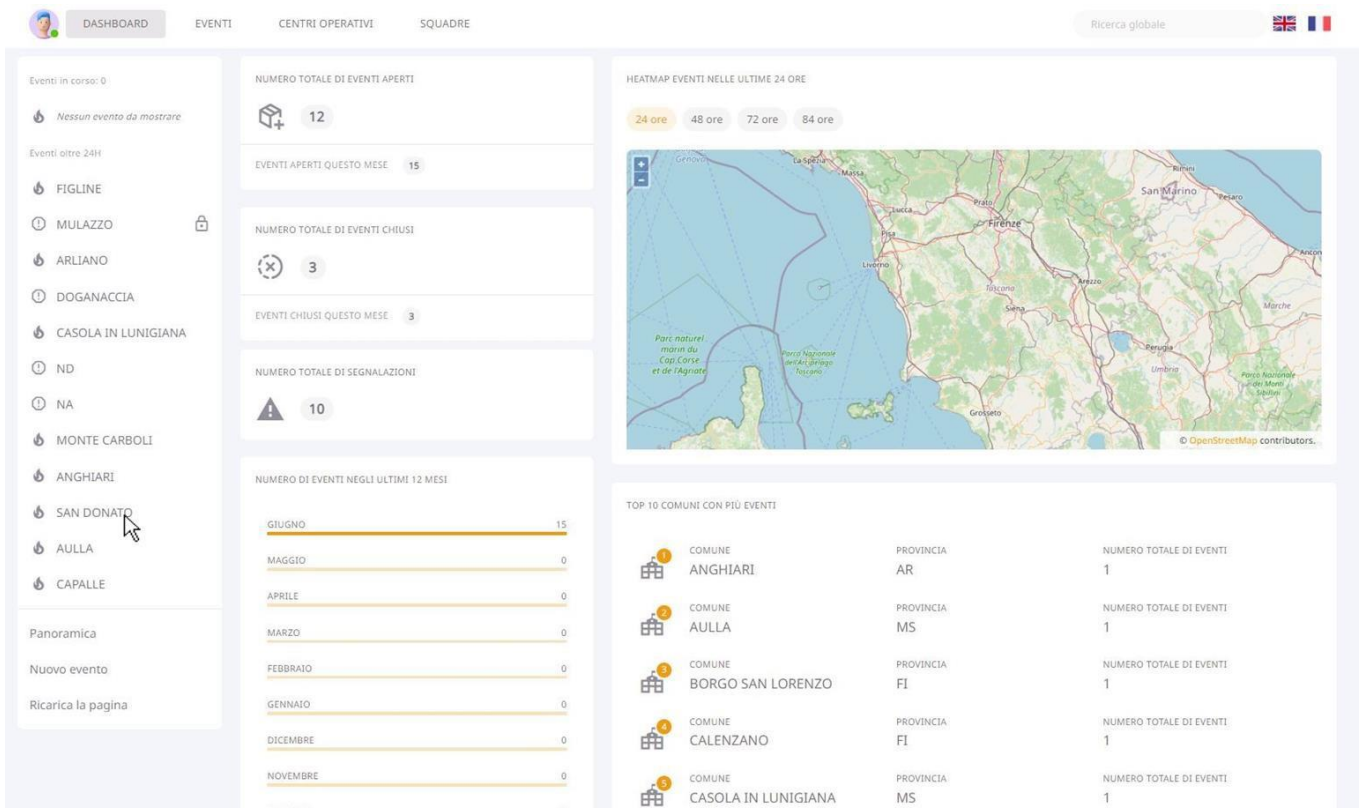 DASHBOARD
EVENTI
CENTRI OPERATIVI
SQUADRE
Ricerca globale
Eventi in corso: 0
Nessun evento da mostrare
Eventi oltre 24H
FIGLINE
MULAZZO
ARLIANO
DOGANACCIA
CASOLA IN LUNIGIANA
ND
NA
MONTE CARBOLI
ANGHIARI
SAN DONATO
AULLA
CAPALLE
Panoramica
Nuovo evento
Ricarica la pagina
NUMERO TOTALE DI EVENTI APERTI
12
EVENTI APERTI QUESTO MESE 15
NUMERO TOTALE DI EVENTI CHIUSI
3
EVENTI CHIUSI QUESTO MESE 3
NUMERO TOTALE DI SEGNALAZIONI
10
NUMERO DI EVENTI NEGLI ULTIMI 12 MESI
GIUGNO 15
MAGGIO 0
APRILE 0
MARZO 0
FEBBRAIO 0
GENNAIO 0
DICEMBRE 0
NOVEMBRE 0
HEATMAP EVENTI NELLE ULTIME 24 ORE
24 ore 48 ore 72 ore 84 ore
+
−
Genova
La Spezia
Massa
Rimini
San Marino
Pesaro
Prato
Lucca
Firenze
Pisa
Ancon
Livorno
Arezzo
Toscana
Siena
Marche
Parc naturel
marin du
Cap Corse
et de l'Agriate
Parco Nazionale
dell'Arcipelago
Toscano
Perugia
Umbria
Parco Nazionale
dei Monti
Sibillini
Grosseto
© OpenStreetMap contributors.
TOP 10 COMUNI CON PIÙ EVENTI
1
COMUNE PROVINCIA NUMERO TOTALE DI EVENTI
ANGHIARI AR 1
2
COMUNE PROVINCIA NUMERO TOTALE DI EVENTI
AULLA MS 1
3
COMUNE PROVINCIA NUMERO TOTALE DI EVENTI
BORGO SAN LORENZO FI 1
4
COMUNE PROVINCIA NUMERO TOTALE DI EVENTI
CALENZANO FI 1
5
COMUNE PROVINCIA NUMERO TOTALE DI EVENTI
CASOLA IN LUNIGIANA MS 1